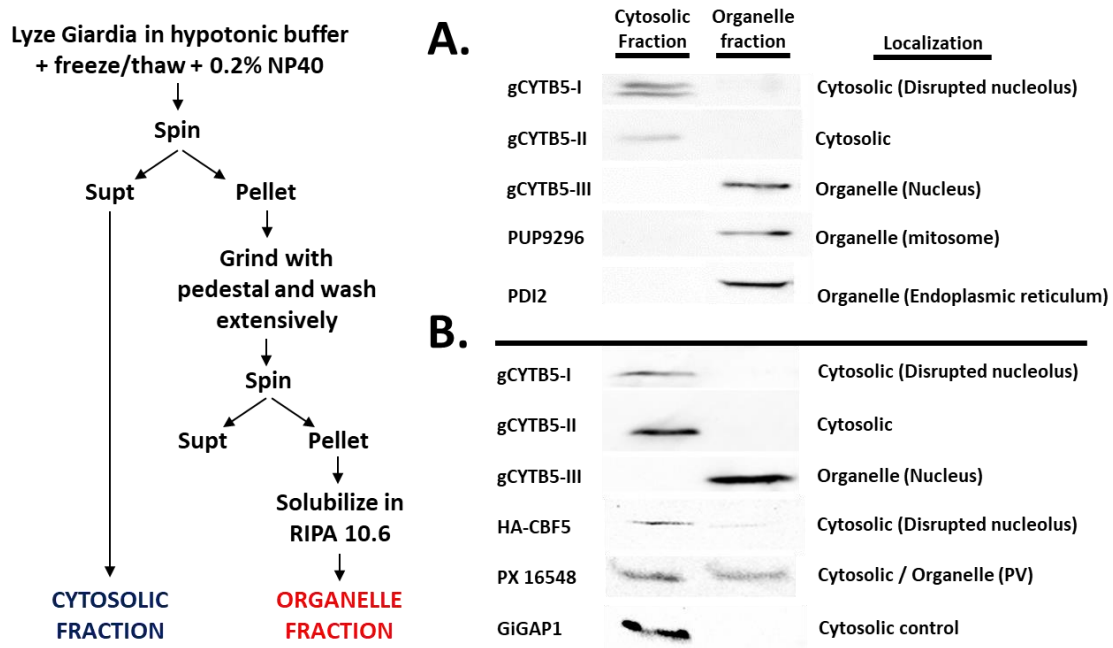 Lyze Giardia in hypotonic buffer
+ freeze/thaw + 0.2% NP40
Spin
Supt Pellet
Grind with
pedestal and wash
extensively
Spin
Supt Pellet
Solubilize in
RIPA 10.6
CYTOSOLIC
FRACTION
ORGANELLE
FRACTION
A.
Cytosolic
Fraction
Organelle
fraction
Localization
gCYTB5-I Cytosolic (Disrupted nucleolus)
gCYTB5-II Cytosolic
gCYTB5-III Organelle (Nucleus)
PUP9296 Organelle (mitosome)
PDI2 Organelle (Endoplasmic reticulum)
B.
gCYTB5-I Cytosolic (Disrupted nucleolus)
gCYTB5-II Cytosolic
gCYTB5-III Organelle (Nucleus)
HA-CBF5 Cytosolic (Disrupted nucleolus)
PX 16548 Cytosolic / Organelle (PV)
GiGAP1 Cytosolic control